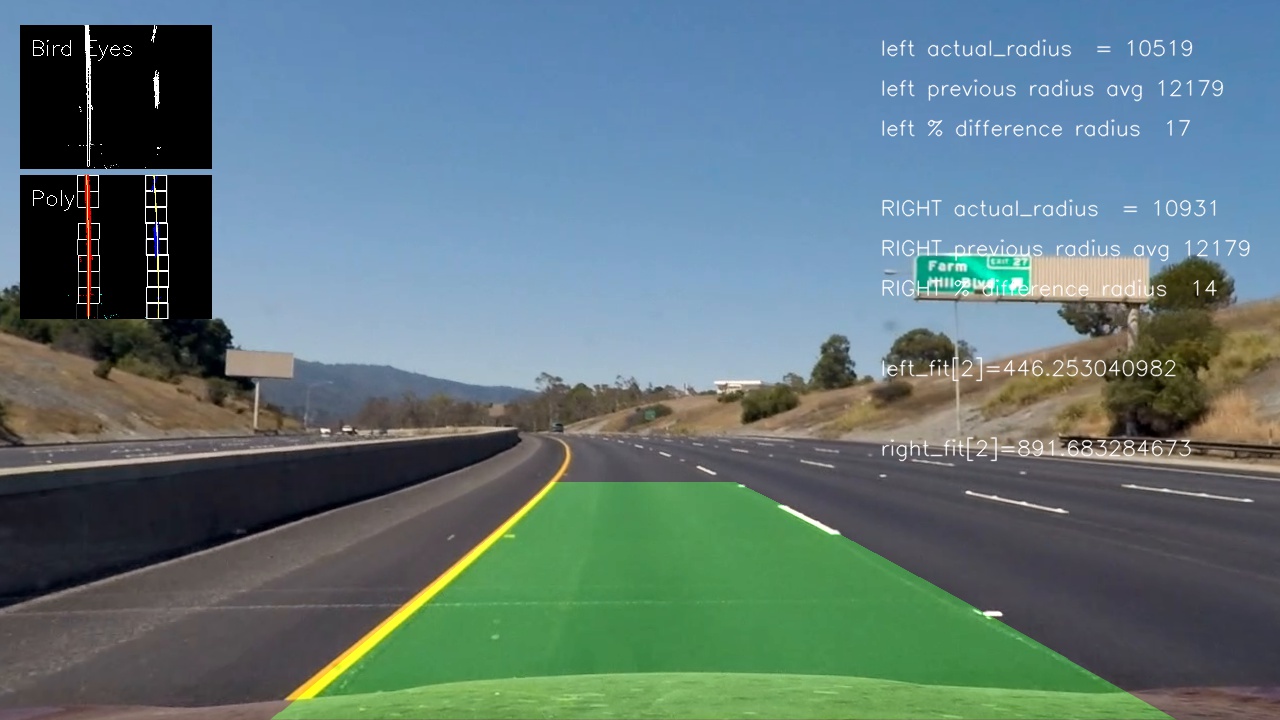 Bird Eyes
Poly
left actual_radius = 10519
left previous radius avg 12179
left % difference radius 17
RIGHT actual_radius = 10931
RIGHT previous radius avg 12179
EXIT 27
Farm
Hill Blvd
RIGHT % difference radius 14
left_fit[2]=446.253040982
right_fit[2]=891.683284673